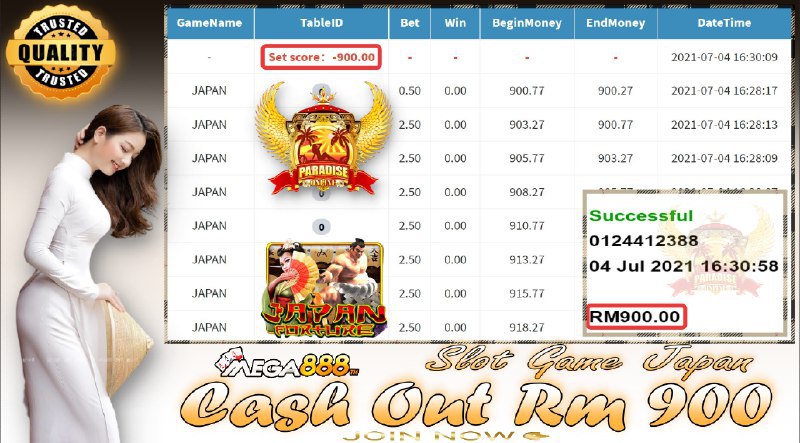 TRUSTED
QUALITY
TRUSTED
GameName TableID Bet Win BeginMoney EndMoney DateTime
- Set score: -900.00 - - - - 2021-07-04 16:30:09
JAPAN 0 0.50 0.00 900.77 900.27 2021-07-04 16:28:17
JAPAN 2.50 0.00 903.27 900.77 2021-07-04 16:28:13
JAPAN 2.50 0.00 905.77 903.27 2021-07-04 16:28:09
JAPAN 0 2.50 0.00 908.27
JAPAN 0 2.50 0.00 910.77
JAPAN 2.50 0.00 913.27
JAPAN 2.50 0.00 915.77
JAPAN 2.50 0.00 918.27
PARADISE
JAPAN
FORTUNE
Successful
0124412388
04 Jul 2021 16:30:58
RM900.00
PARADISE
MEGA888 TM
Slot Game Japan
Cash Out Rm 900
JOIN NOW